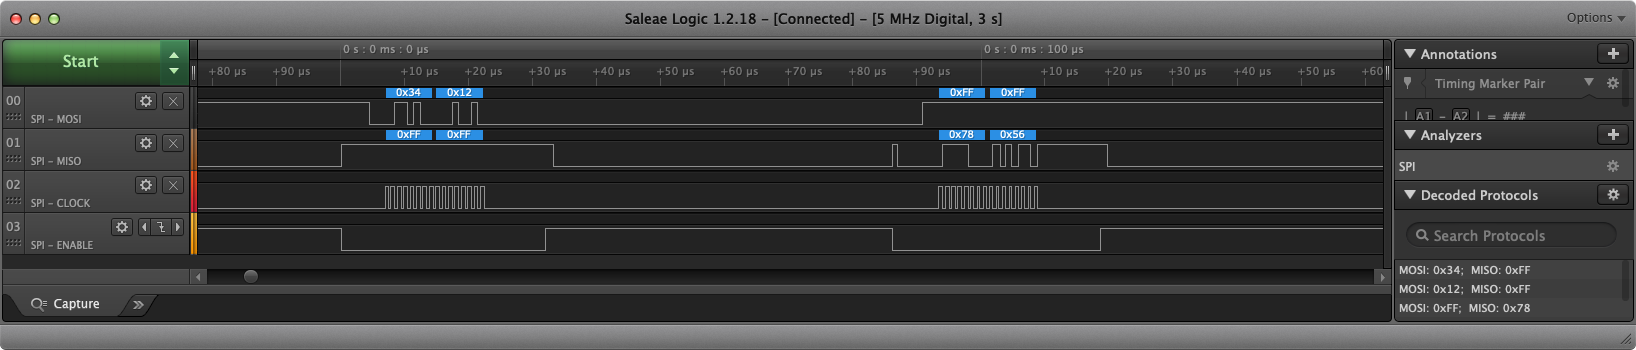 Saleae Logic 1.2.18 – [Connected] – [5 MHz Digital, 3 s]
Options
Start
0 s : 0 ms : 0 µs
0 s : 0 ms : 100 µs
+80 µs +90 µs +10 µs +20 µs +30 µs +40 µs +50 µs +60 µs +70 µs +80 µs +90 µs +10 µs +20 µs +30 µs +40 µs +50 µs +60
00
SPI – MOSI
0x34 0x12 0xFF 0xFF
01
SPI – MISO
0xFF 0xFF 0x78 0x56
02
SPI – CLOCK
03
SPI – ENABLE
Capture
Annotations
Timing Marker Pair
| A1 – A2 | = ###
Analyzers
SPI
Decoded Protocols
Search Protocols
MOSI: 0x34; MISO: 0xFF
MOSI: 0x12; MISO: 0xFF
MOSI: 0xFF; MISO: 0x78